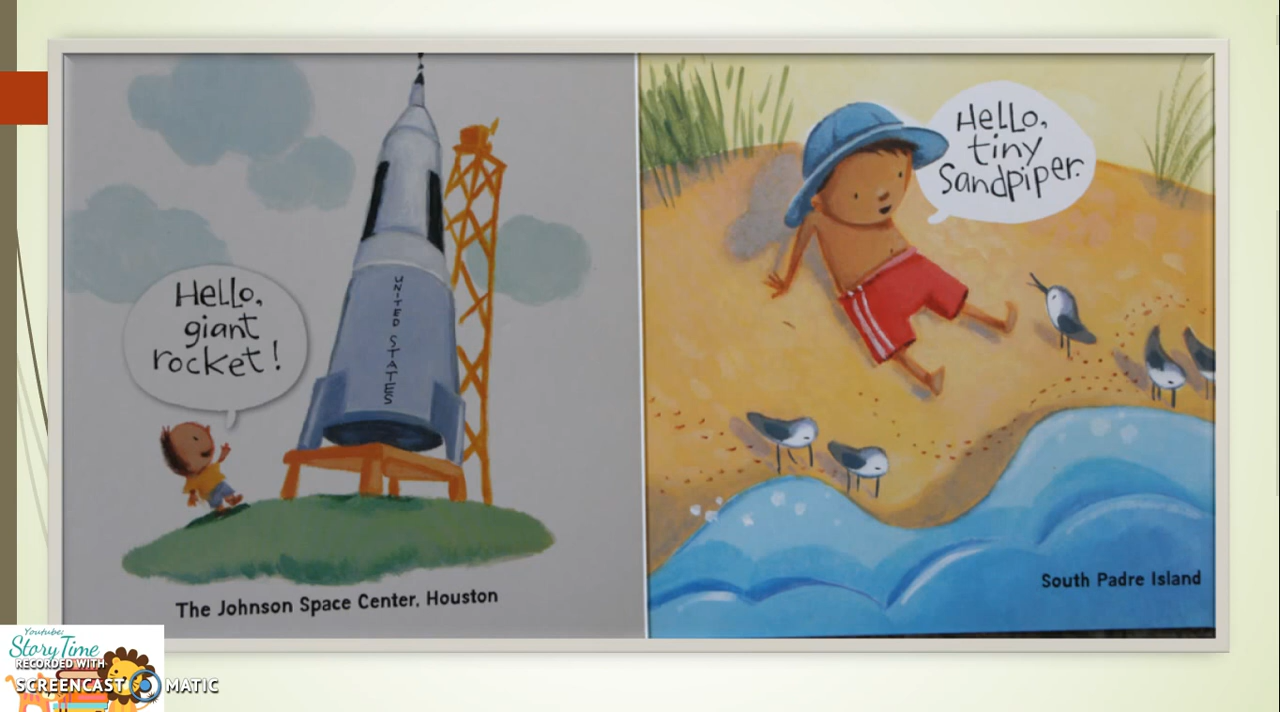 Hello,
giant
rocket!
UNITED STATES
The Johnson Space Center, Houston
Hello,
tiny
Sandpiper.
South Padre Island
Youtube:
Story Time
RECORDED WITH
SCREENCAST MATIC